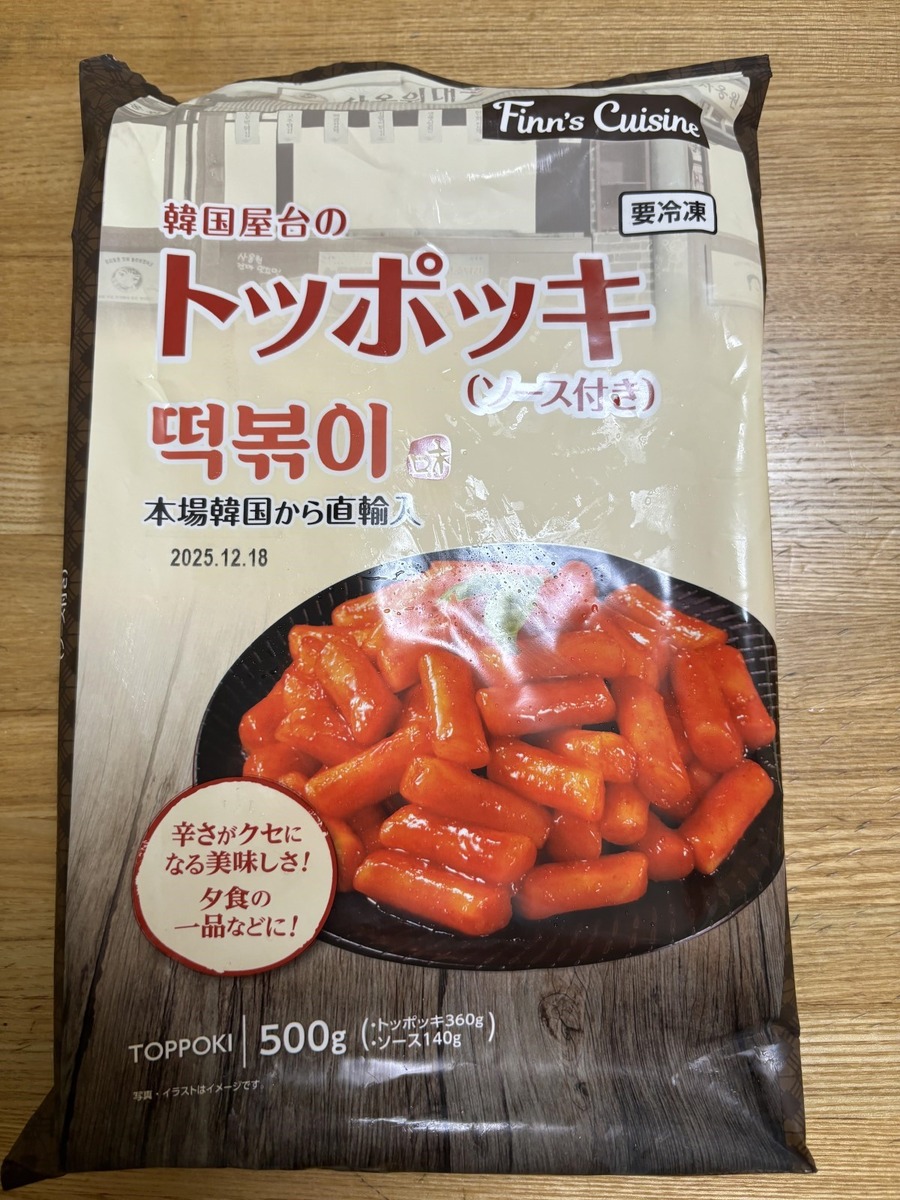 Finn's Cuisine
要冷凍
韓国屋台の
トッポッキ
(ソース付き)
떡볶이
味
本場韓国から直輸入
2025.12.18
辛さがクセに
なる美味しさ!
夕食の
一品などに!
TOPPOKI
500g
(・トッポッキ360g
・ソース140g)
写真・イラストはイメージです